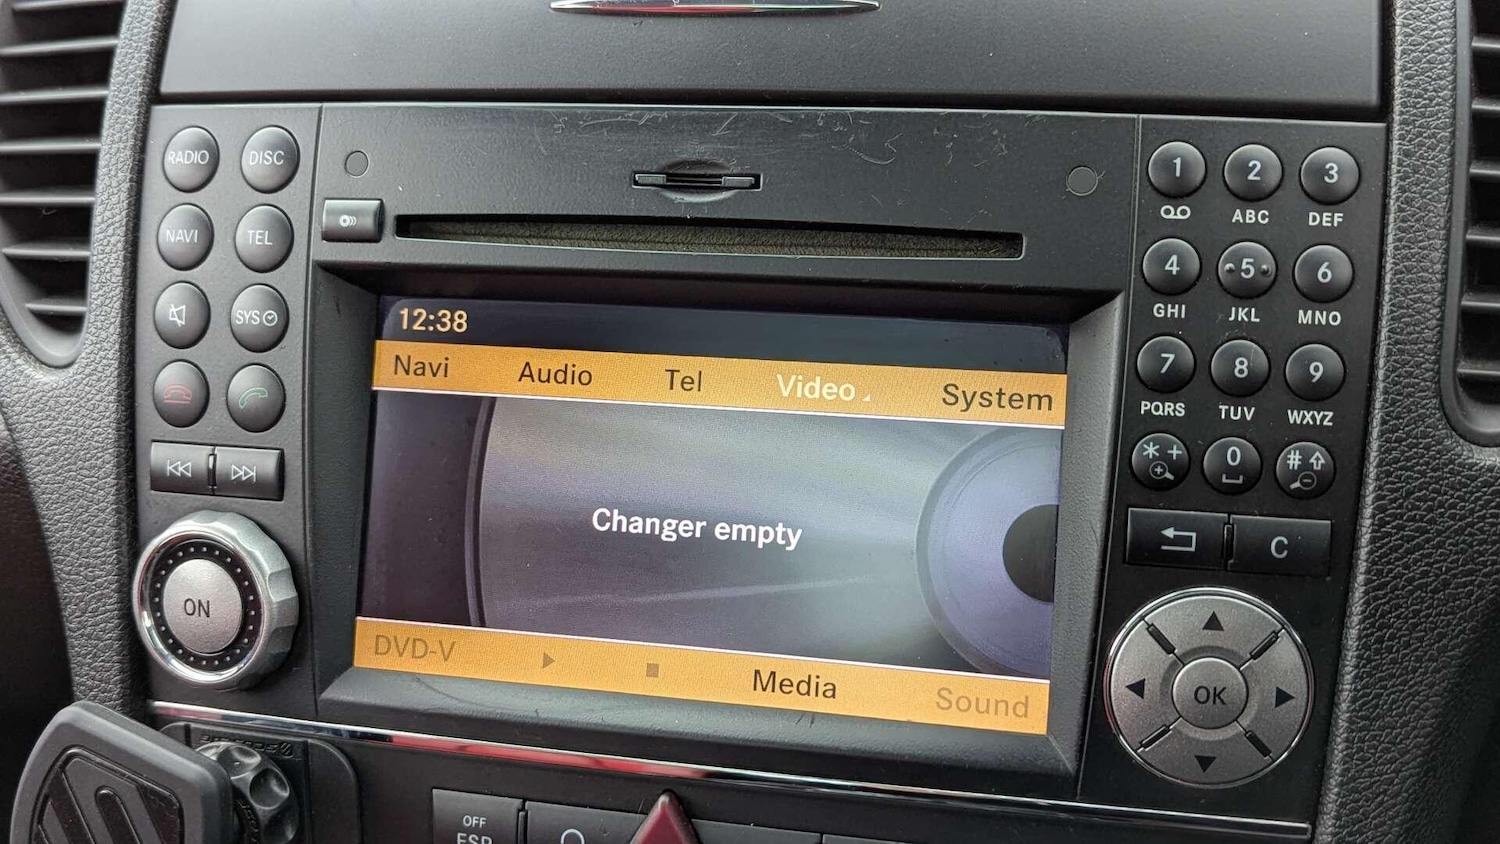 RADIO DISC
NAVI TEL
SYS
ON
12:38
Navi Audio Tel Video System
Changer empty
DVD-V Media Sound
1 2 3
ABC DEF
4 5 6
GHI JKL MNO
7 8 9
PQRS TUV WXYZ
* + 0 #
C
OK
OFF
ESP